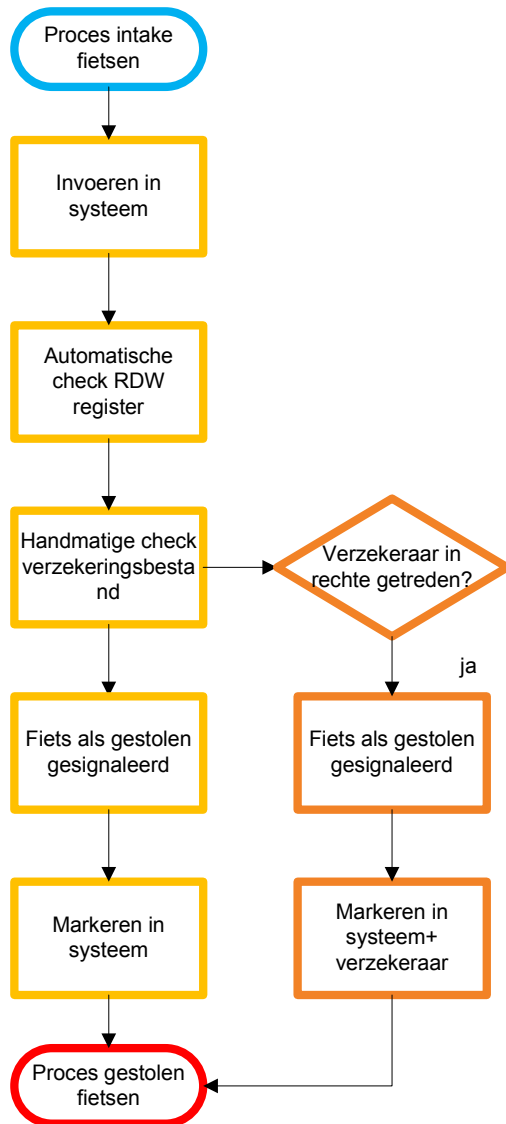 Proces intake
fietsen
Invoeren in
systeem
Automatische
check RDW
register
Handmatige check
verzekeringsbesta
nd
Verzekeraar in
rechte getreden?
ja
Fiets als gestolen
gesignaleerd
Fiets als gestolen
gesignaleerd
Markeren in
systeem
Markeren in
systeem+
verzekeraar
Proces gestolen
fietsen